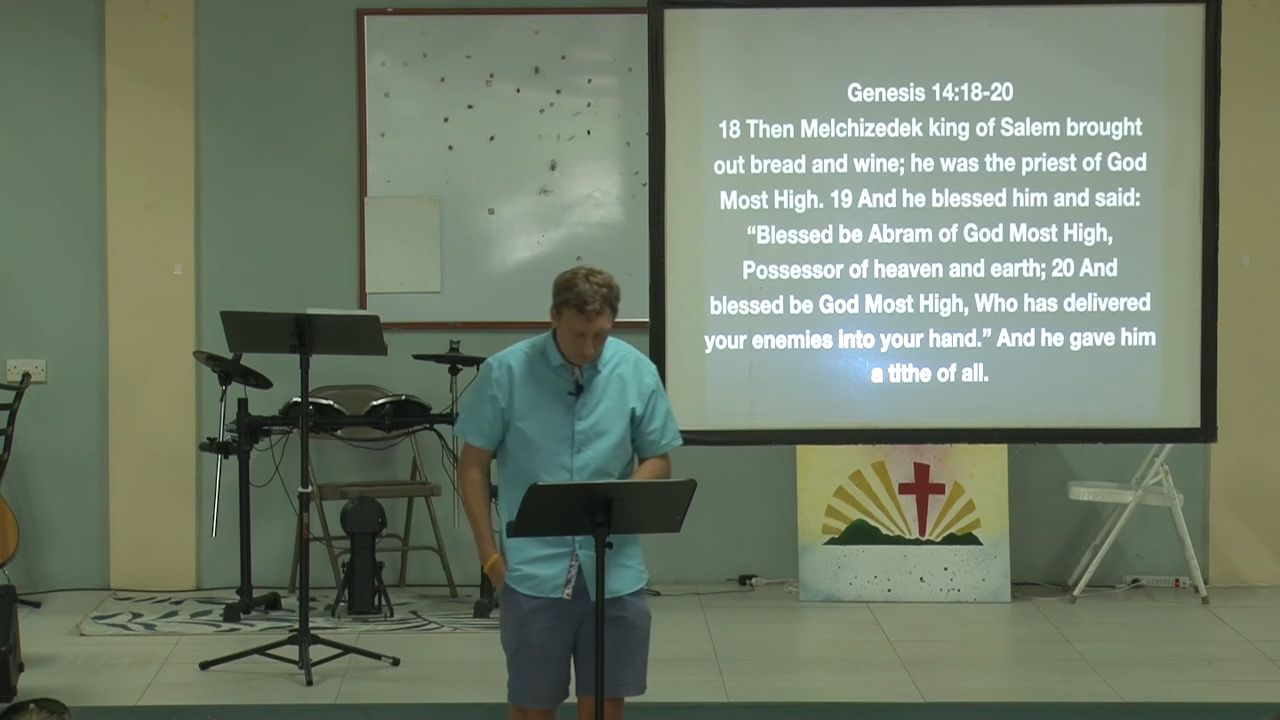 Genesis 14:18-20
18 Then Melchizedek king of Salem brought
out bread and wine; he was the priest of God
Most High. 19 And he blessed him and said:
“Blessed be Abram of God Most High,
Possessor of heaven and earth; 20 And
blessed be God Most High, Who has delivered
your enemies into your hand.” And he gave him
a tithe of all.